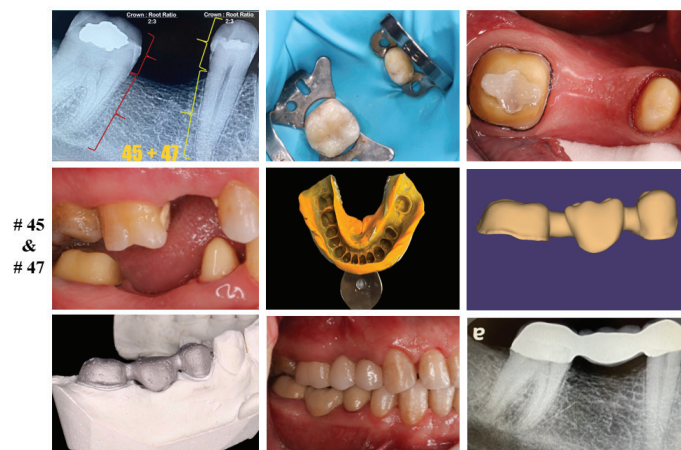 Crown : Root Ratio
2:3
Crown : Root Ratio
2:3
45 + 47
# 45
&
# 47
a